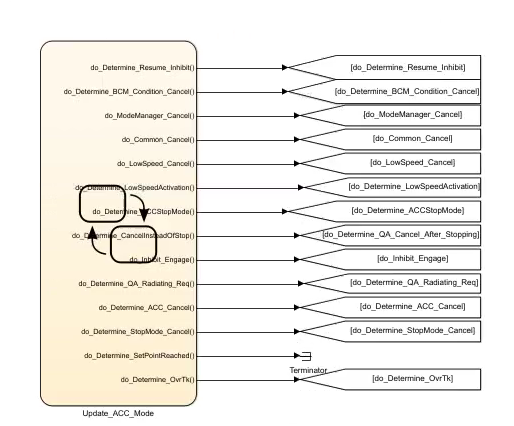 do_Determine_Resume_Inhibit() [do_Determine_Resume_Inhibit]
do_Determine_BCM_Condition_Cancel() [do_Determine_BCM_Condition_Cancel]
do_ModeManager_Cancel() [do_ModeManager_Cancel]
do_Common_Cancel() [do_Common_Cancel]
do_LowSpeed_Cancel() [do_LowSpeed_Cancel]
do_Determine_LowSpeedActivation() [do_Determine_LowSpeedActivation]
do_Determine_ACCStopMode() [do_Determine_ACCStopMode]
do_Determine_CancelInsteadOfStop() [do_Determine_QA_Cancel_After_Stopping]
do_Inhibit_Engage() [do_Inhibit_Engage]
do_Determine_QA_Radiating_Req() [do_Determine_QA_Radiating_Req]
do_Determine_ACC_Cancel() [do_Determine_ACC_Cancel]
do_Determine_StopMode_Cancel() [do_Determine_StopMode_Cancel]
do_Determine_SetPointReached()
Terminator
do_Determine_OvrTk() [do_Determine_OvrTk]
Update_ACC_Mode